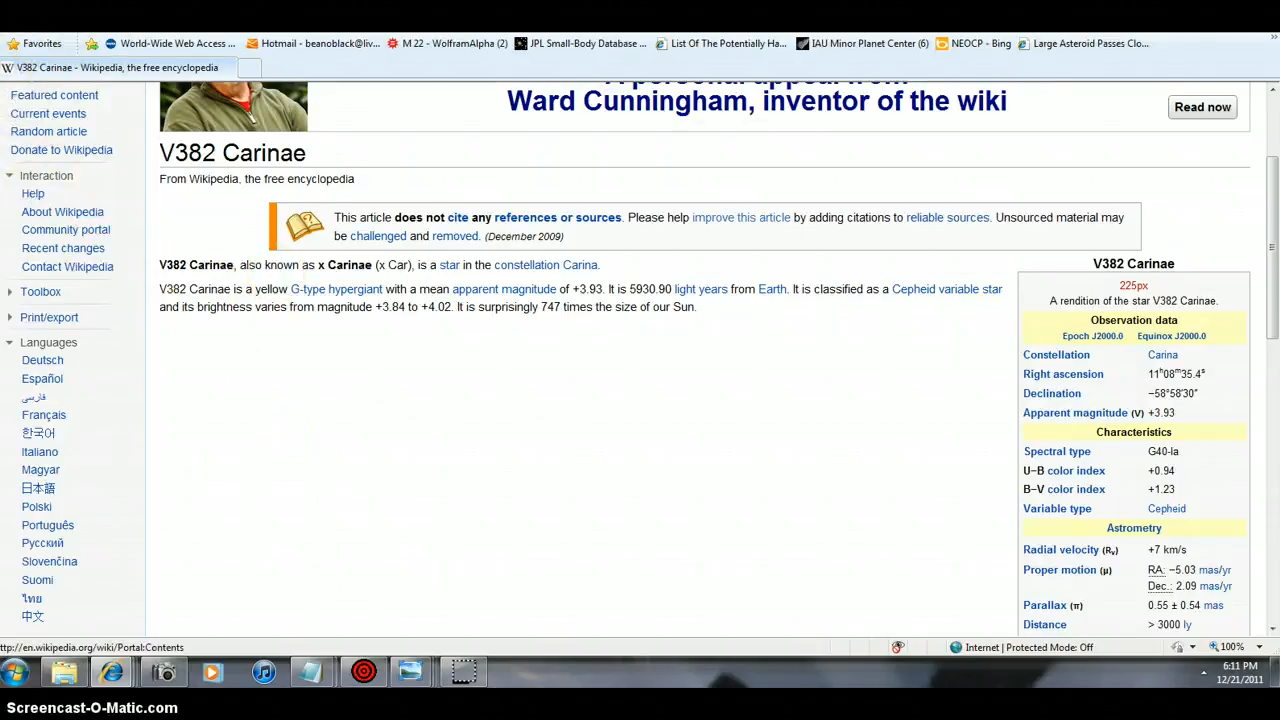 Favorites World-Wide Web Access ... Hotmail - beanoblack@liv... M 22 - WolframAlpha (2) JPL Small-Body Database ... List Of The Potentially Ha... IAU Minor Planet Center (6) NEOCP - Bing Large Asteroid Passes Clo...
V382 Carinae - Wikipedia, the free encyclopedia
A personal appeal from
Ward Cunningham, inventor of the wiki
Read now
Featured content
Current events
Random article
Donate to Wikipedia
Interaction
Help
About Wikipedia
Community portal
Recent changes
Contact Wikipedia
Toolbox
Print/export
Languages
Deutsch
Español
فارسی
Français
한국어
Italiano
Magyar
日本語
Polski
Português
Русский
Slovenčina
Suomi
ไทย
中文
V382 Carinae
From Wikipedia, the free encyclopedia
This article does not cite any references or sources. Please help improve this article by adding citations to reliable sources. Unsourced material may
be challenged and removed. (December 2009)
V382 Carinae, also known as x Carinae (x Car), is a star in the constellation Carina.
V382 Carinae is a yellow G-type hypergiant with a mean apparent magnitude of +3.93. It is 5930.90 light years from Earth. It is classified as a Cepheid variable star
and its brightness varies from magnitude +3.84 to +4.02. It is surprisingly 747 times the size of our Sun.
V382 Carinae
225px
A rendition of the star V382 Carinae.
Observation data
Epoch J2000.0 Equinox J2000.0
Constellation Carina
Right ascension 11h08m35.4s
Declination −58°58′30″
Apparent magnitude (V) +3.93
Characteristics
Spectral type G40-Ia
U−B color index +0.94
B−V color index +1.23
Variable type Cepheid
Astrometry
Radial velocity (Rv) +7 km/s
Proper motion (μ) RA: −5.03 mas/yr
Dec.: 2.09 mas/yr
Parallax (π) 0.55 ± 0.54 mas
Distance > 3000 ly
ttp://en.wikipedia.org/wiki/Portal:Contents
Internet | Protected Mode: Off
100%
6:11 PM
12/21/2011
Screencast-O-Matic.com